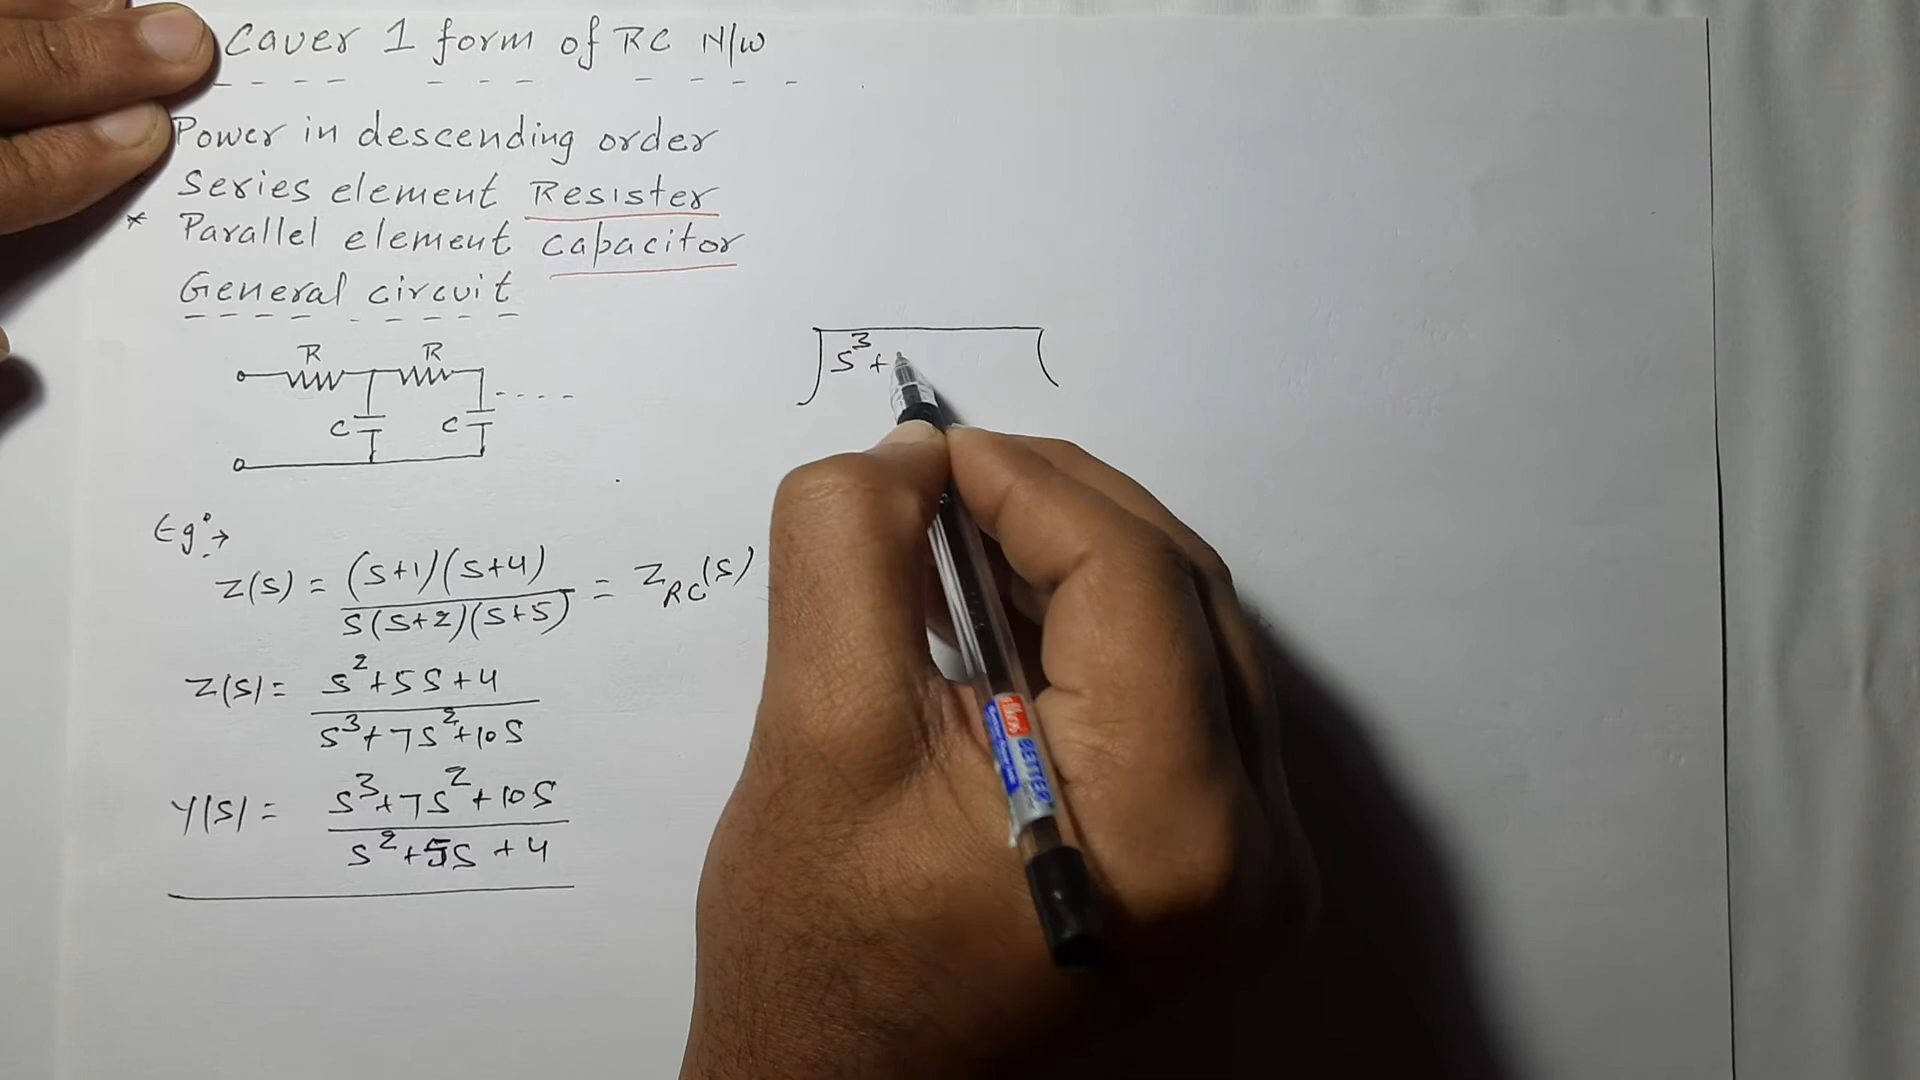 Cauer 1 form of RC N/W
Power in descending order
Series element Resister
* Parallel element Capacitor
General circuit
R R
C C
Eg:→
Z(S) = (S+1)(S+4) / S(S+2)(S+5) = Z_RC(S)
Z(S) = S²+5S+4 / S³+7S²+10S
Y(S) = S³+7S²+10S / S²+5S+4
S³+
BETTER